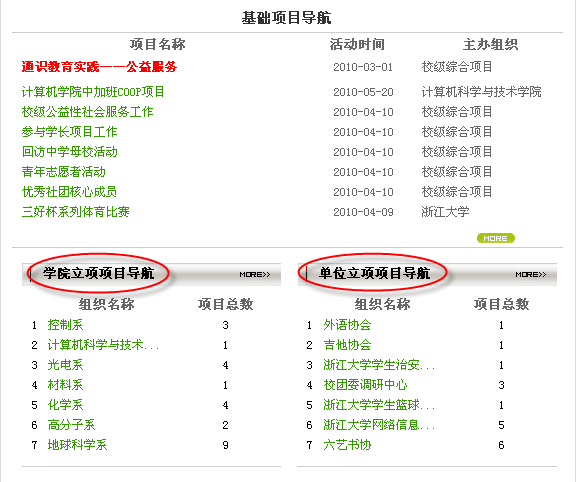 基础项目导航
项目名称 活动时间 主办组织
通识教育实践——公益服务 2010-03-01 校级综合项目
计算机学院中加班COOP项目 2010-05-20 计算机科学与技术学院
校级公益性社会服务工作 2010-04-10 校级综合项目
参与学长项目工作 2010-04-10 校级综合项目
回访中学母校活动 2010-04-10 校级综合项目
青年志愿者活动 2010-04-10 校级综合项目
优秀社团核心成员 2010-04-10 校级综合项目
三好杯系列体育比赛 2010-04-09 浙江大学
MORE
学院立项项目导航 MORE>>
组织名称 项目总数
1 控制系 3
2 计算机科学与技术... 1
3 光电系 4
4 材料系 1
5 化学系 4
6 高分子系 2
7 地球科学系 9
单位立项项目导航 MORE>>
组织名称 项目总数
1 外语协会 1
2 吉他协会 1
3 浙江大学学生治安... 1
4 校团委调研中心 3
5 浙江大学学生篮球... 1
6 浙江大学网络信息... 5
7 六艺书协 6